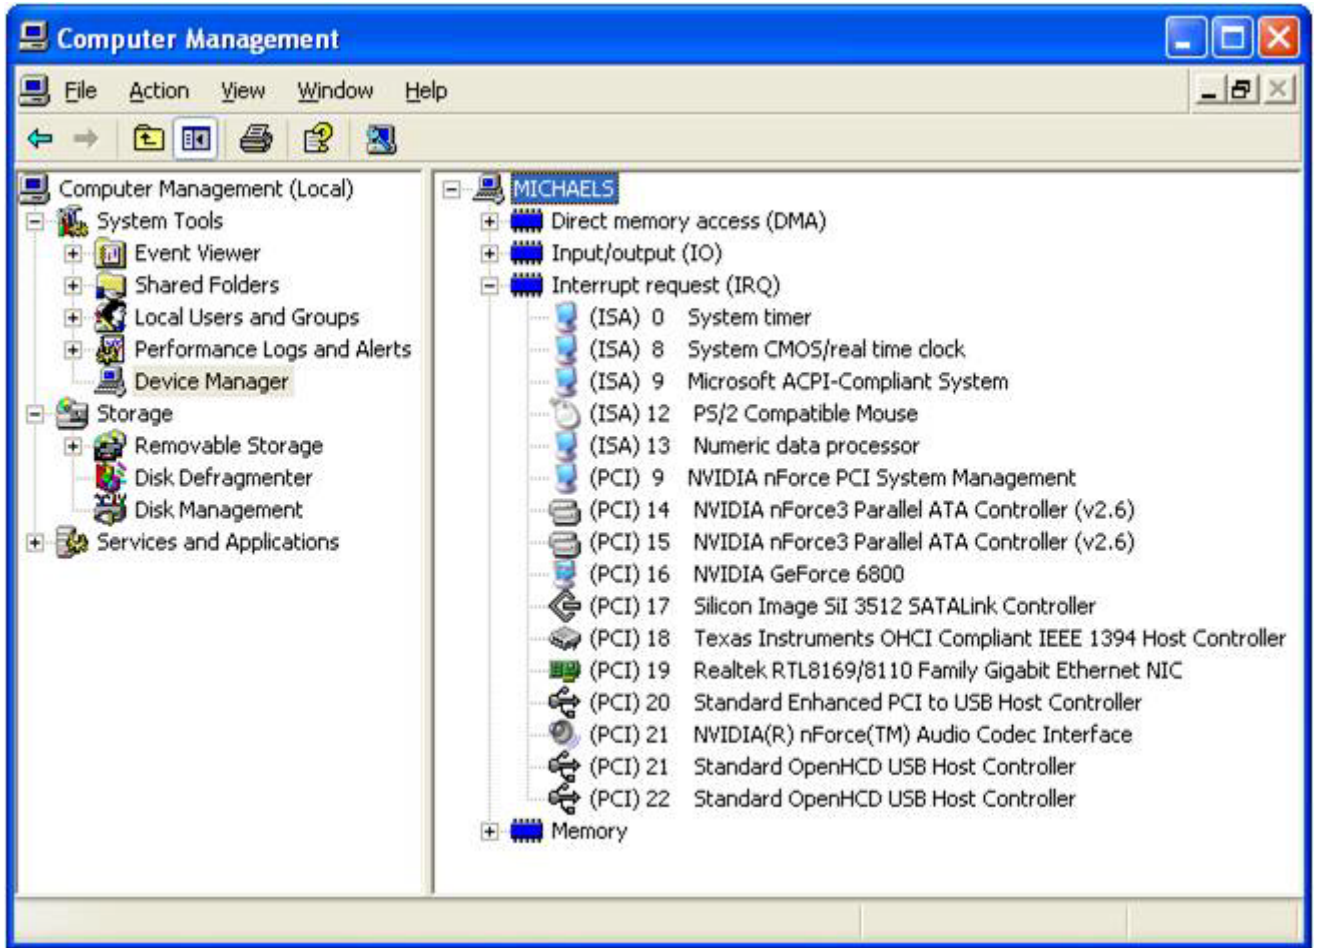 Computer Management
File Action View Window Help
Computer Management (Local)
System Tools
Event Viewer
Shared Folders
Local Users and Groups
Performance Logs and Alerts
Device Manager
Storage
Removable Storage
Disk Defragmenter
Disk Management
Services and Applications
MICHAELS
Direct memory access (DMA)
Input/output (IO)
Interrupt request (IRQ)
(ISA) 0 System timer
(ISA) 8 System CMOS/real time clock
(ISA) 9 Microsoft ACPI-Compliant System
(ISA) 12 PS/2 Compatible Mouse
(ISA) 13 Numeric data processor
(PCI) 9 NVIDIA nForce PCI System Management
(PCI) 14 NVIDIA nForce3 Parallel ATA Controller (v2.6)
(PCI) 15 NVIDIA nForce3 Parallel ATA Controller (v2.6)
(PCI) 16 NVIDIA GeForce 6800
(PCI) 17 Silicon Image SiI 3512 SATALink Controller
(PCI) 18 Texas Instruments OHCI Compliant IEEE 1394 Host Controller
(PCI) 19 Realtek RTL8169/8110 Family Gigabit Ethernet NIC
(PCI) 20 Standard Enhanced PCI to USB Host Controller
(PCI) 21 NVIDIA(R) nForce(TM) Audio Codec Interface
(PCI) 21 Standard OpenHCD USB Host Controller
(PCI) 22 Standard OpenHCD USB Host Controller
Memory